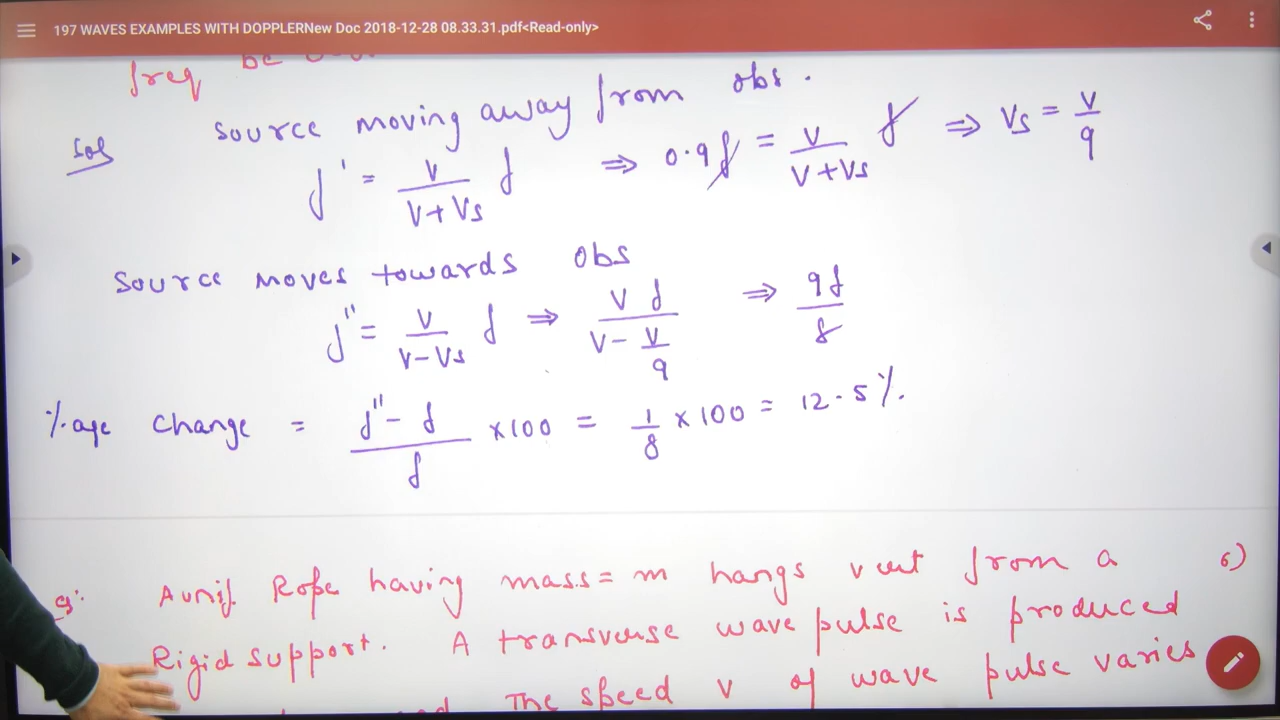 197 WAVES EXAMPLES WITH DOPPLERNew Doc 2018-12-28 08.33.31.pdf<Read-only>
freq be
Sol Source moving away from obs.
f' = v/(v+vs) f ⇒ 0.9f = v/(v+vs) f ⇒ vs = v/9
Source moves towards obs
f'' = v/(v-vs) f ⇒ v f/(v - v/9) ⇒ 9f/8
%age change = (f'' - f)/f ×100 = 1/8 ×100 = 12.5%.
9: A unif. Rope having mass = m hangs vert from a 6)
Rigid support. A transverse wave pulse is produced
The speed v of wave pulse varies